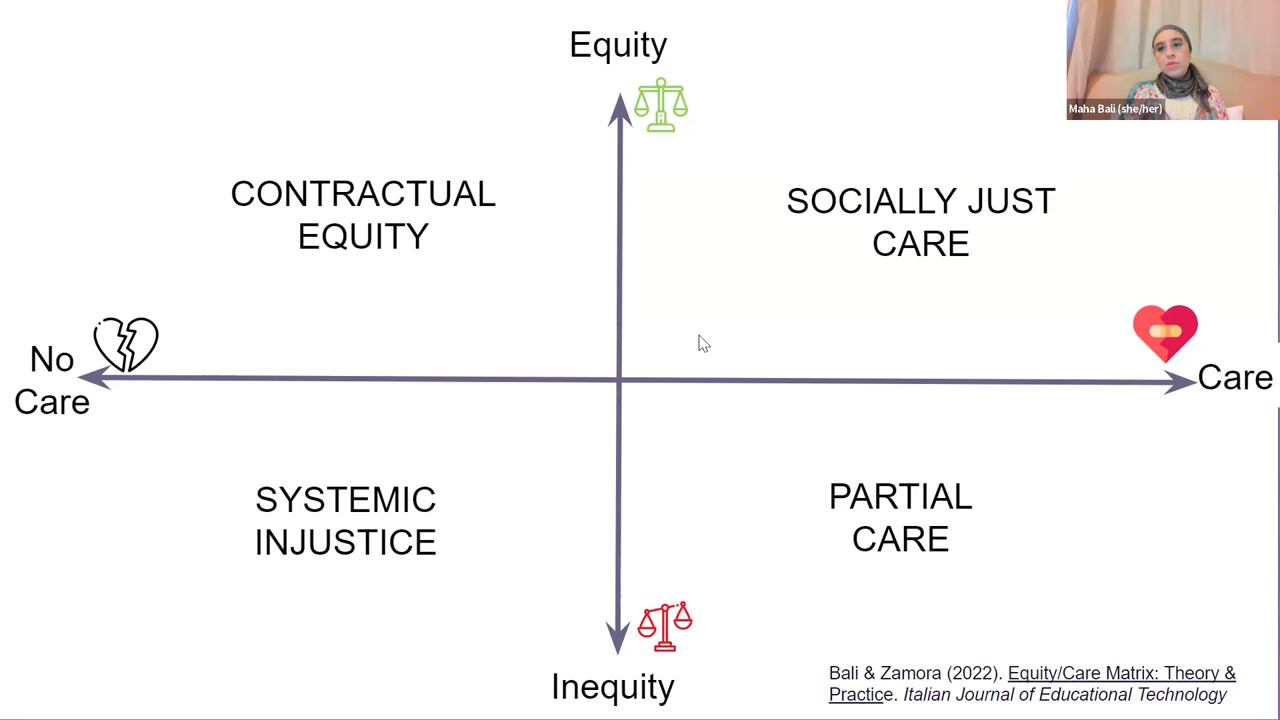 Equity
Maha Bali (she/her)
CONTRACTUAL
EQUITY
SOCIALLY JUST
CARE
No
Care
Care
SYSTEMIC
INJUSTICE
PARTIAL
CARE
Inequity
Bali & Zamora (2022). Equity/Care Matrix: Theory &
Practice. Italian Journal of Educational Technology